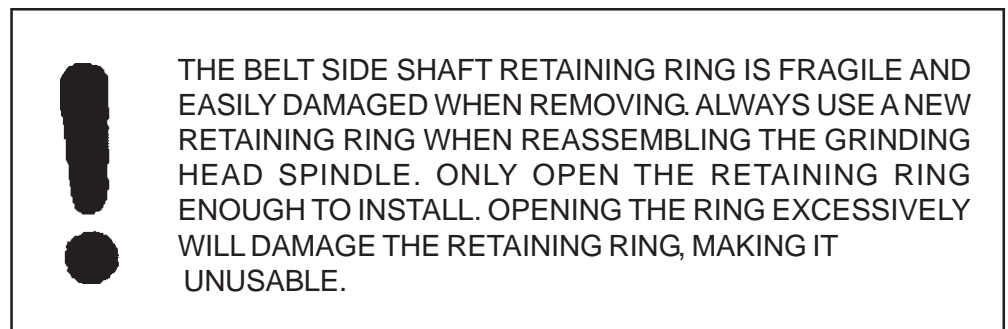 THE BELT SIDE SHAFT RETAINING RING IS FRAGILE AND
EASILY DAMAGED WHEN REMOVING. ALWAYS USE A NEW
RETAINING RING WHEN REASSEMBLING THE GRINDING
HEAD SPINDLE. ONLY OPEN THE RETAINING RING
ENOUGH TO INSTALL. OPENING THE RING EXCESSIVELY
WILL DAMAGE THE RETAINING RING, MAKING IT
UNUSABLE.